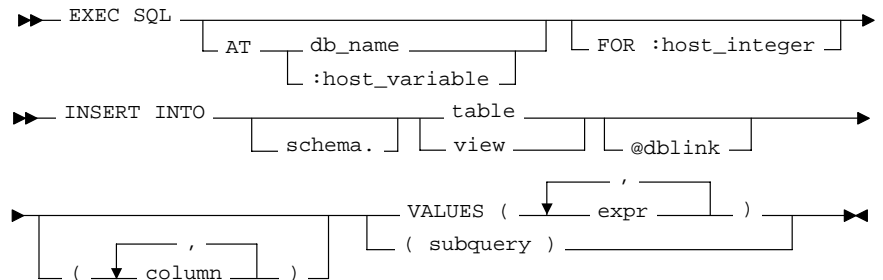 EXEC SQL
AT db_name
:host_variable
FOR :host_integer
INSERT INTO
schema.
table
view
@dblink
( column , )
VALUES ( expr , )
( subquery )